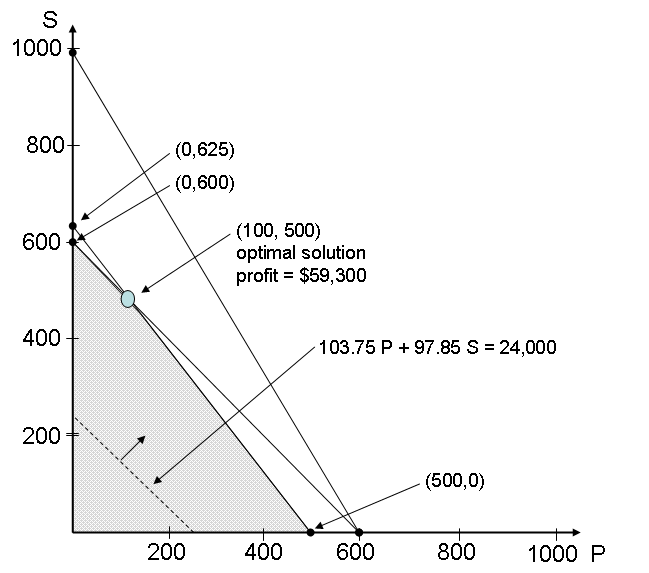 S
1000
800
(0,625)
(0,600)
600
(100, 500)
optimal solution
profit = $59,300
400
103.75 P + 97.85 S = 24,000
200
(500,0)
200
400
600
800
1000
P